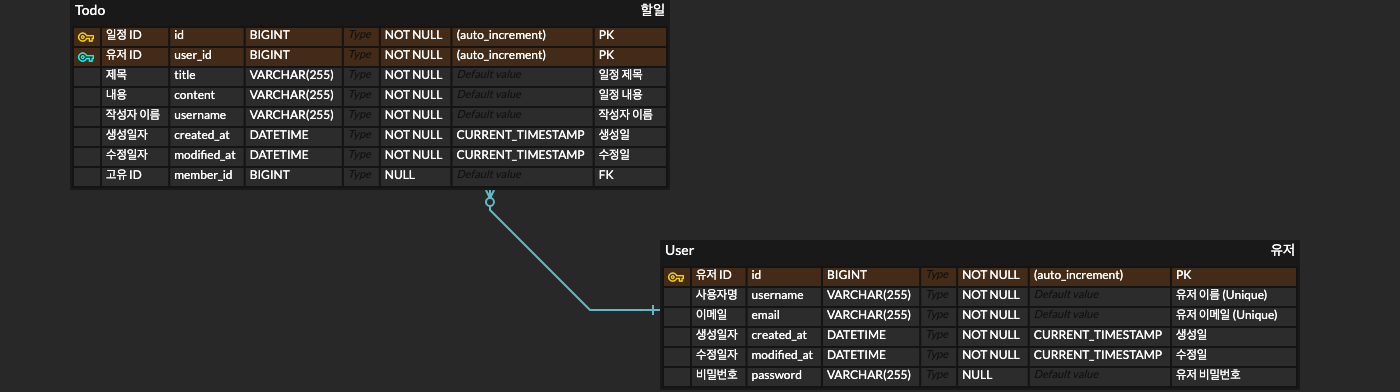 Todo 할일
일정 ID id BIGINT Type NOT NULL (auto_increment) PK
유저 ID user_id BIGINT Type NOT NULL (auto_increment) PK
제목 title VARCHAR(255) Type NOT NULL Default value 일정 제목
내용 content VARCHAR(255) Type NOT NULL Default value 일정 내용
작성자 이름 username VARCHAR(255) Type NOT NULL Default value 작성자 이름
생성일자 created_at DATETIME Type NOT NULL CURRENT_TIMESTAMP 생성일
수정일자 modified_at DATETIME Type NOT NULL CURRENT_TIMESTAMP 수정일
고유 ID member_id BIGINT Type NULL Default value FK
User 유저
유저 ID id BIGINT Type NOT NULL (auto_increment) PK
사용자명 username VARCHAR(255) Type NOT NULL Default value 유저 이름 (Unique)
이메일 email VARCHAR(255) Type NOT NULL Default value 유저 이메일 (Unique)
생성일자 created_at DATETIME Type NOT NULL CURRENT_TIMESTAMP 생성일
수정일자 modified_at DATETIME Type NOT NULL CURRENT_TIMESTAMP 수정일
비밀번호 password VARCHAR(255) Type NULL Default value 유저 비밀번호